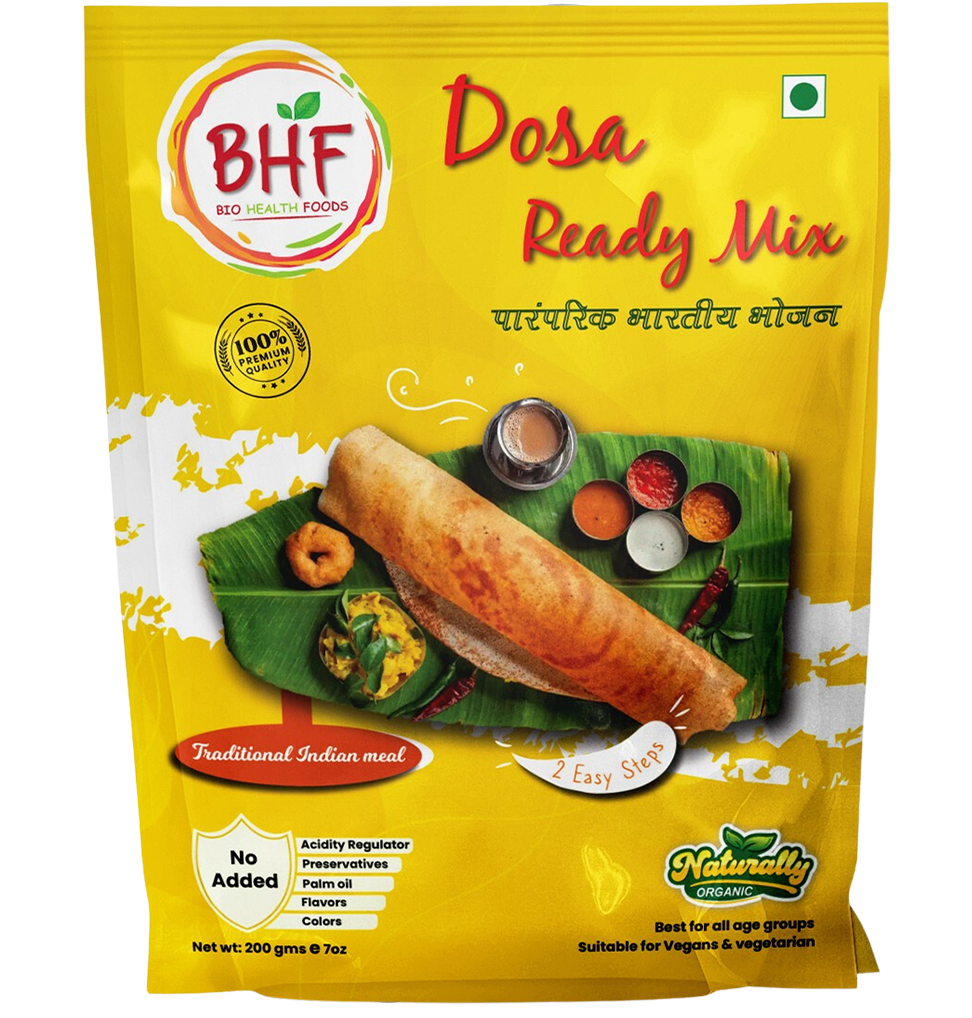 BHF
BIO HEALTH FOODS
Dosa
Ready Mix
पारंपरिक भारतीय भोजन
100%
PREMIUM
QUALITY
Traditional Indian meal
2 Easy Steps
No
Added
Acidity Regulator
Preservatives
Palm oil
Flavors
Colors
Net wt: 200 gms e 7oz
Naturally
ORGANIC
Best for all age groups
Suitable for Vegans & vegetarian